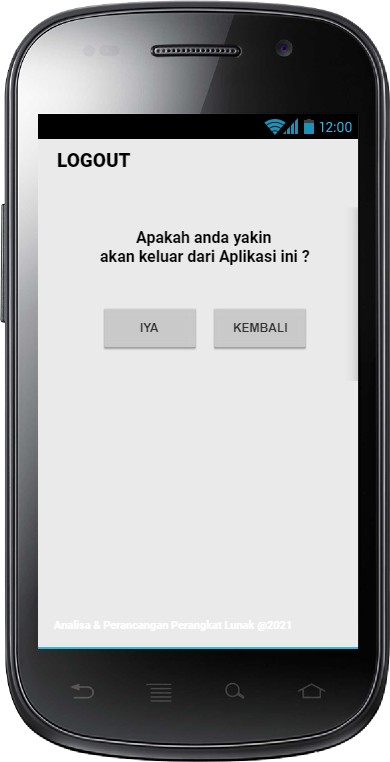 12:00
LOGOUT
Apakah anda yakin
akan keluar dari Aplikasi ini ?
IYA
KEMBALI
Analisa & Perancangan Perangkat Lunak @2021